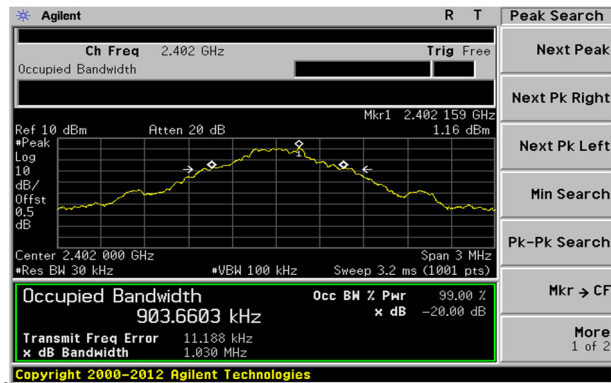 Agilent R T
Peak Search
Ch Freq 2.402 GHz Trig Free
Occupied Bandwidth
Next Peak
Next Pk Right
Mkr1 2.402 159 GHz
Ref 10 dBm Atten 20 dB 1.16 dBm
#Peak
Log
10
dB/
Offst
0.5
dB
1
Next Pk Left
Min Search
Pk-Pk Search
Center 2.402 000 GHz Span 3 MHz
#Res BW 30 kHz #VBW 100 kHz Sweep 3.2 ms (1001 pts)
Occupied Bandwidth Occ BW % Pwr 99.00 %
903.6603 kHz x dB -20.00 dB
Transmit Freq Error 11.188 kHz
x dB Bandwidth 1.030 MHz
Mkr → CF
More
1 of 2
Copyright 2000-2012 Agilent Technologies